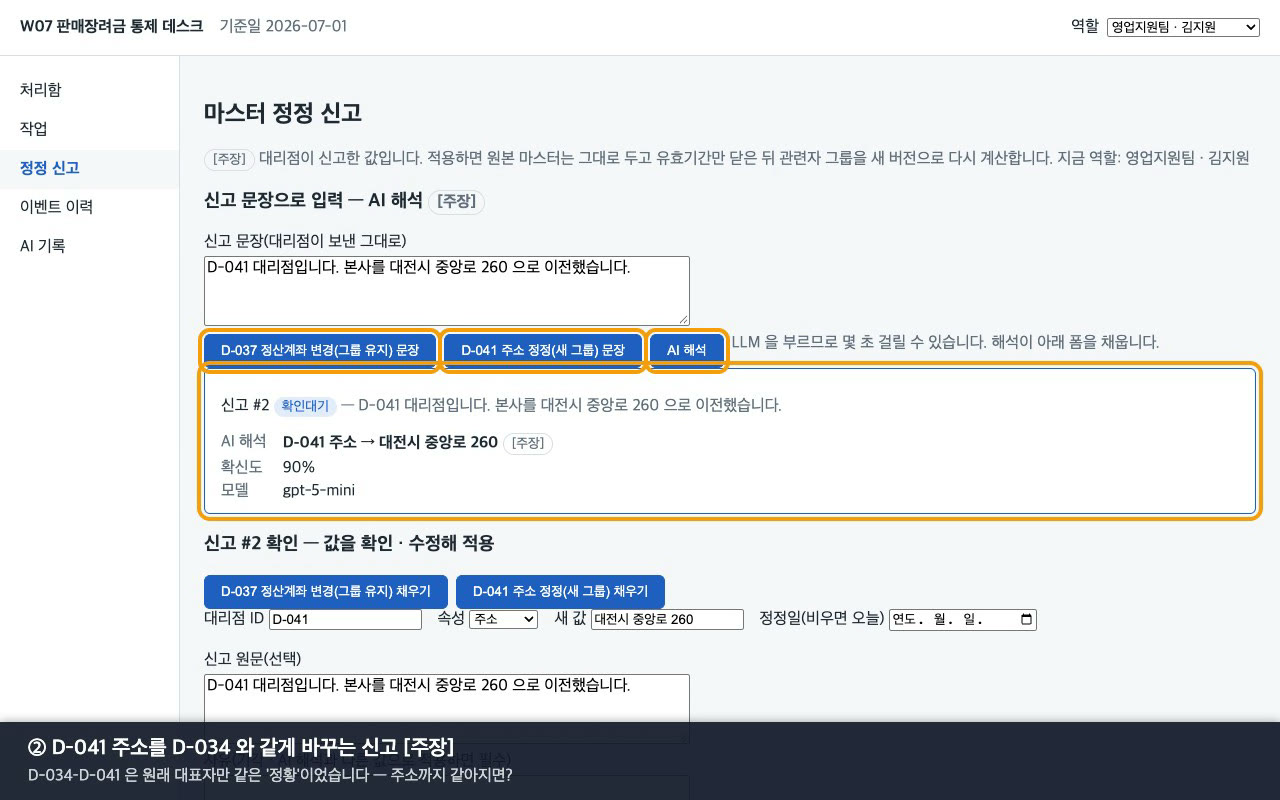 W07 판매장려금 통제 데스크 기준일 2026-07-01
역할 영업지원팀 · 김지원
처리함
작업
정정 신고
이벤트 이력
AI 기록
마스터 정정 신고
[주장] 대리점이 신고한 값입니다. 적용하면 원본 마스터는 그대로 두고 유효기간만 닫은 뒤 관련자 그룹을 새 버전으로 다시 계산합니다. 지금 역할: 영업지원팀 · 김지원
신고 문장으로 입력 — AI 해석 [주장]
신고 문장(대리점이 보낸 그대로)
D-041 대리점입니다. 본사를 대전시 중앙로 260 으로 이전했습니다.
D-037 정산계좌 변경(그룹 유지) 문장
D-041 주소 정정(새 그룹) 문장
AI 해석
LLM 을 부르므로 몇 초 걸릴 수 있습니다. 해석이 아래 폼을 채웁니다.
신고 #2 확인대기 — D-041 대리점입니다. 본사를 대전시 중앙로 260 으로 이전했습니다.
AI 해석 D-041 주소 → 대전시 중앙로 260 [주장]
확신도 90%
모델 gpt-5-mini
신고 #2 확인 — 값을 확인 · 수정해 적용
D-037 정산계좌 변경(그룹 유지) 채우기
D-041 주소 정정(새 그룹) 채우기
대리점 ID D-041 속성 주소 새 값 대전시 중앙로 260 정정일(비우면 오늘) 연도. 월. 일.
신고 원문(선택)
D-041 대리점입니다. 본사를 대전시 중앙로 260 으로 이전했습니다.
② D-041 주소를 D-034 와 같게 바꾸는 신고 [주장]
D-034-D-041 은 원래 대표자만 같은 '정황'이었습니다 — 주소까지 같아지면?